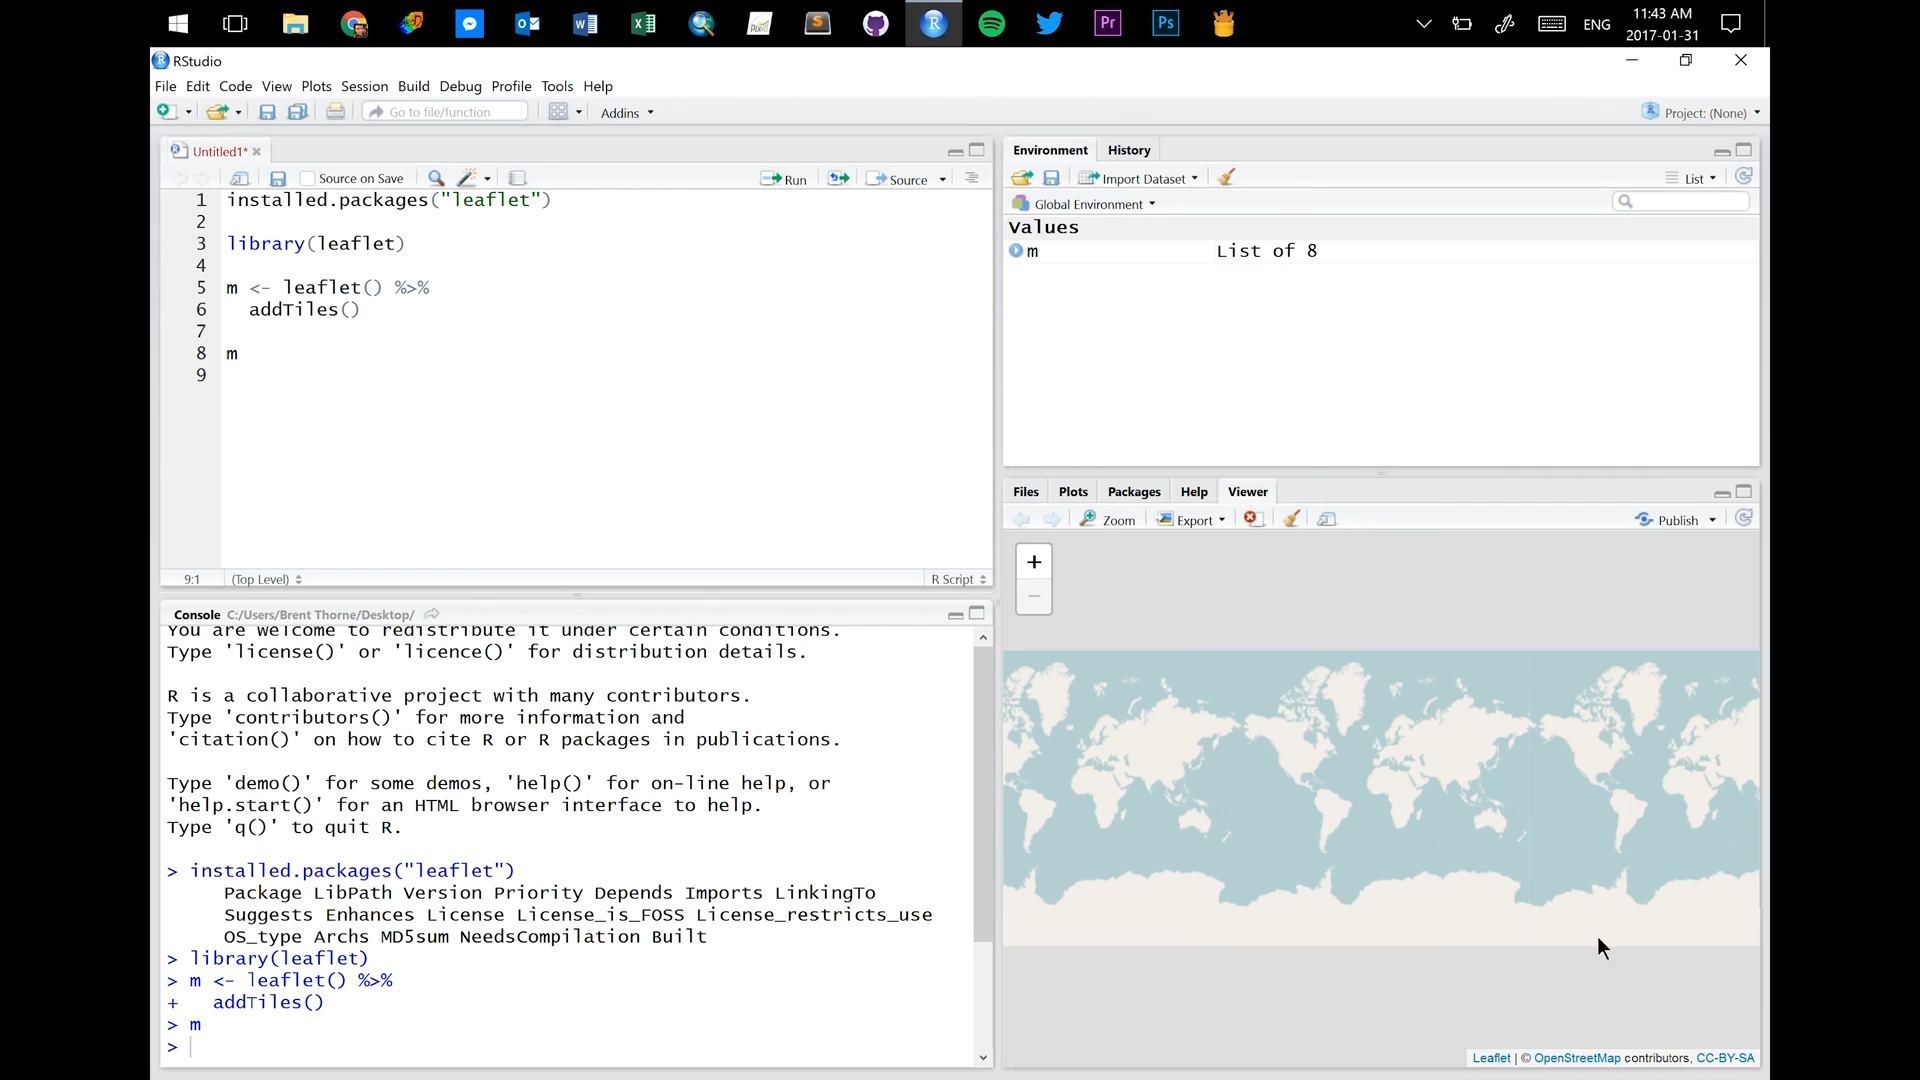 11:43 AM
ENG
2017-01-31
Pr
Ps
RStudio
File Edit Code View Plots Session Build Debug Profile Tools Help
Go to file/function
Addins
Project: (None)
Untitled1*
Source on Save
Run
Source
1 installed.packages("leaflet")
2
3 library(leaflet)
4
5 m <- leaflet() %>%
6 addTiles()
7
8 m
9
9:1 (Top Level)
R Script
Console C:/Users/Brent Thorne/Desktop/
You are welcome to redistribute it under certain conditions.
Type 'license()' or 'licence()' for distribution details.
R is a collaborative project with many contributors.
Type 'contributors()' for more information and
'citation()' on how to cite R or R packages in publications.
Type 'demo()' for some demos, 'help()' for on-line help, or
'help.start()' for an HTML browser interface to help.
Type 'q()' to quit R.
> installed.packages("leaflet")
Package LibPath Version Priority Depends Imports LinkingTo
Suggests Enhances License License_is_FOSS License_restricts_use
OS_type Archs MD5sum NeedsCompilation Built
> library(leaflet)
> m <- leaflet() %>%
+ addTiles()
> m
>
Environment History
Import Dataset
List
Global Environment
Values
m List of 8
Files Plots Packages Help Viewer
Zoom Export
Publish
+
−
Leaflet | © OpenStreetMap contributors, CC-BY-SA